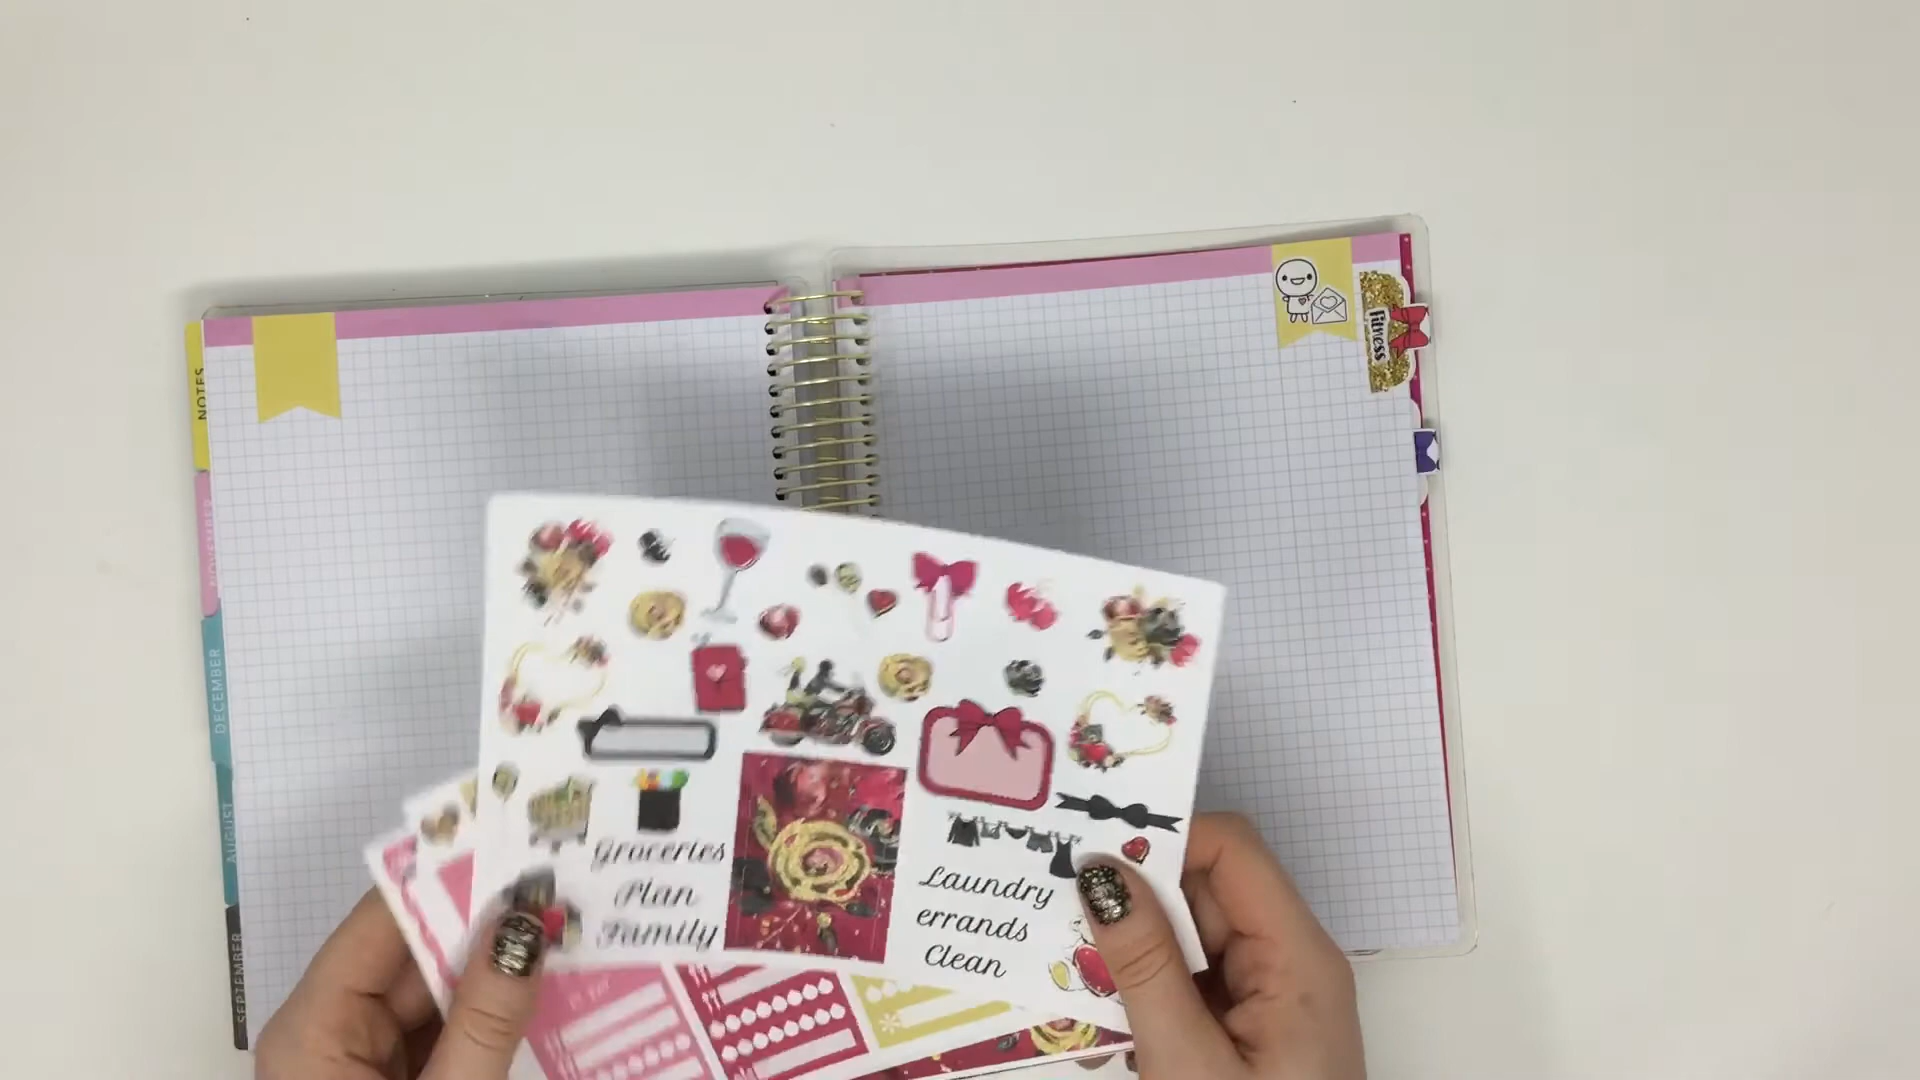 NOTES
NOVEMBER
DECEMBER
AUGUST
SEPTEMBER
fitness
Groceries
Plan
Family
Laundry
errands
Clean